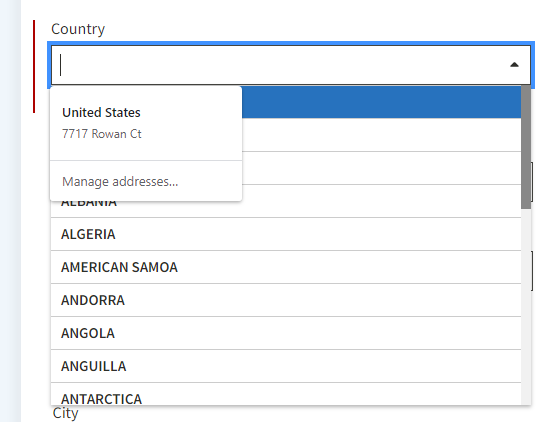 Country
United States
7717 Rowan Ct
Manage addresses...
ALBANIA
ALGERIA
AMERICAN SAMOA
ANDORRA
ANGOLA
ANGUILLA
ANTARCTICA
City